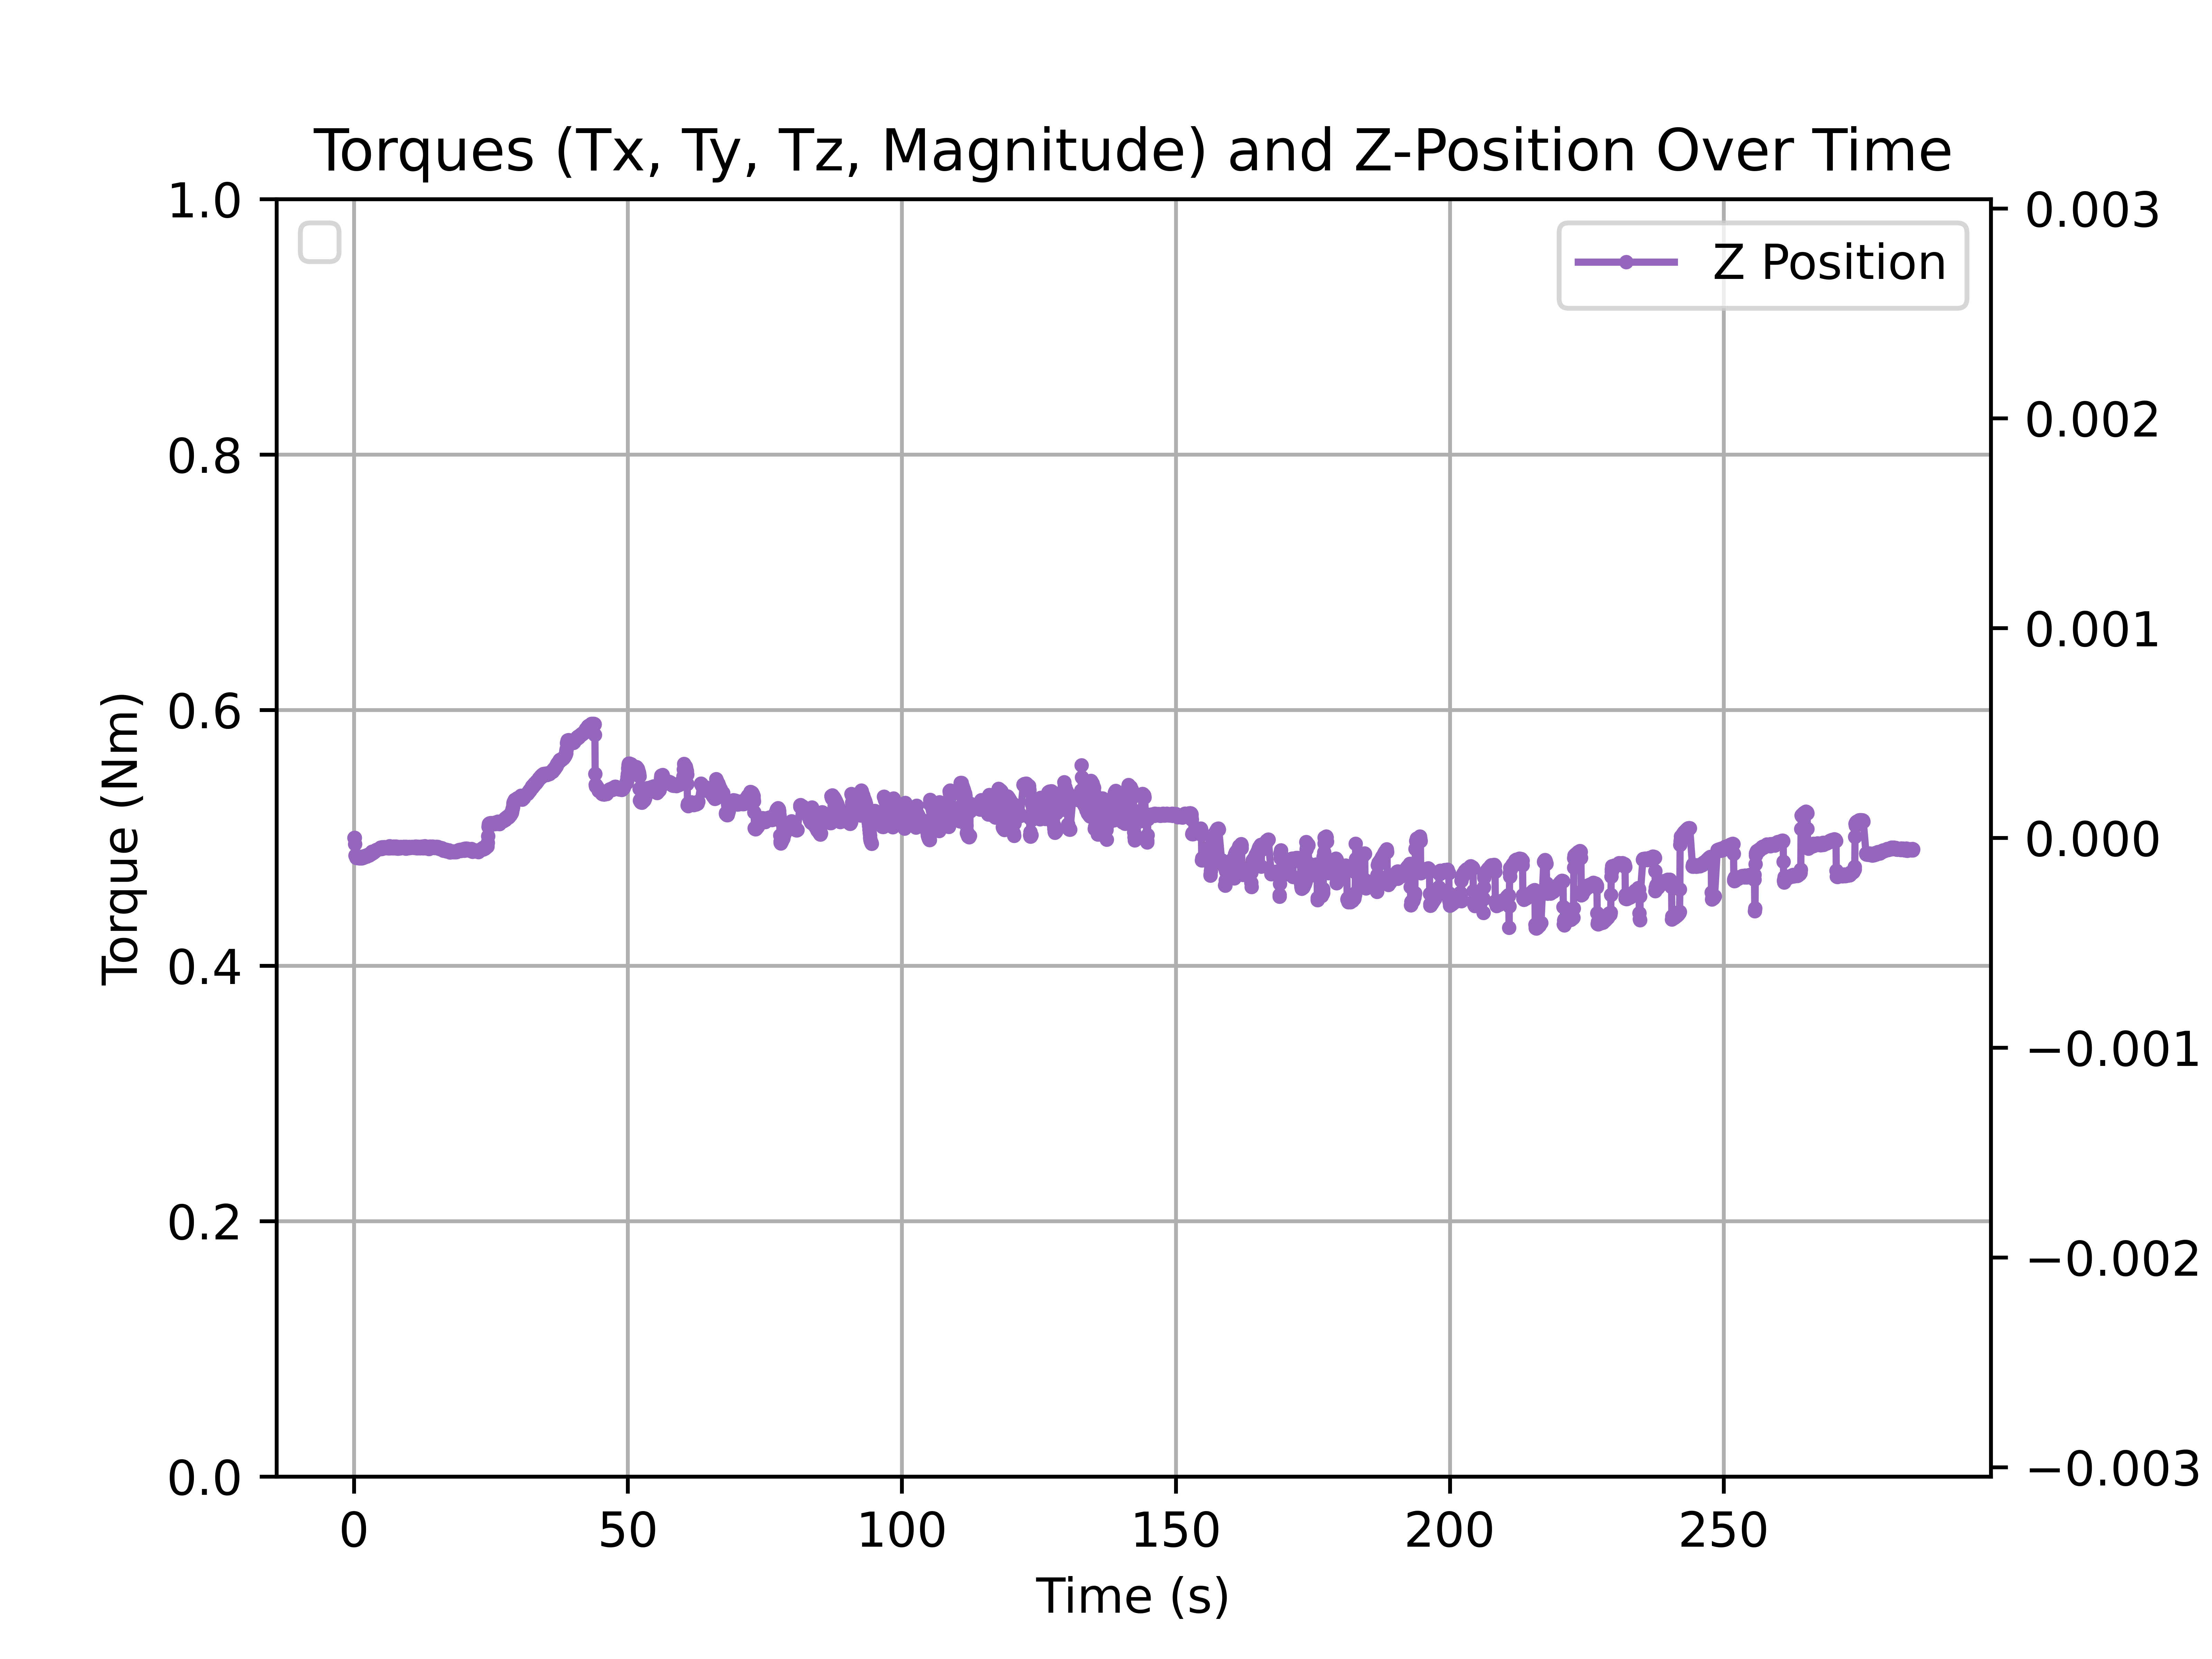 Torques (Tx, Ty, Tz, Magnitude) and Z-Position Over Time
Z Position
Torque (Nm)
1.0
0.8
0.6
0.4
0.2
0.0
0.003
0.002
0.001
0.000
−0.001
−0.002
−0.003
0 50 100 150 200 250
Time (s)